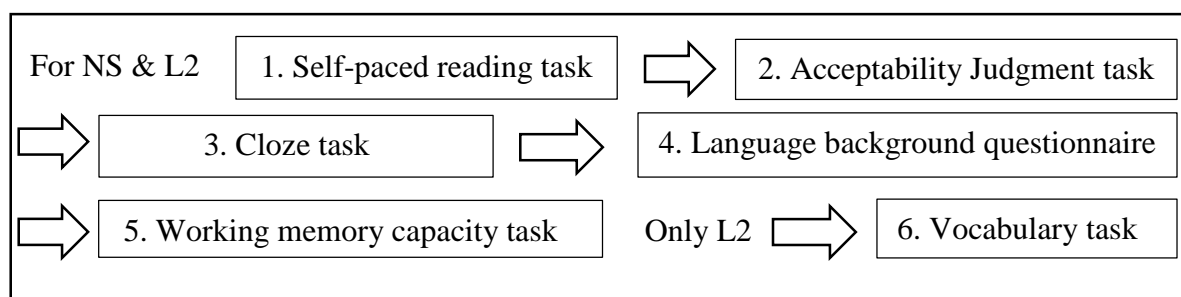 For NS & L2 1. Self-paced reading task 2. Acceptability Judgment task
3. Cloze task 4. Language background questionnaire
5. Working memory capacity task Only L2 6. Vocabulary task